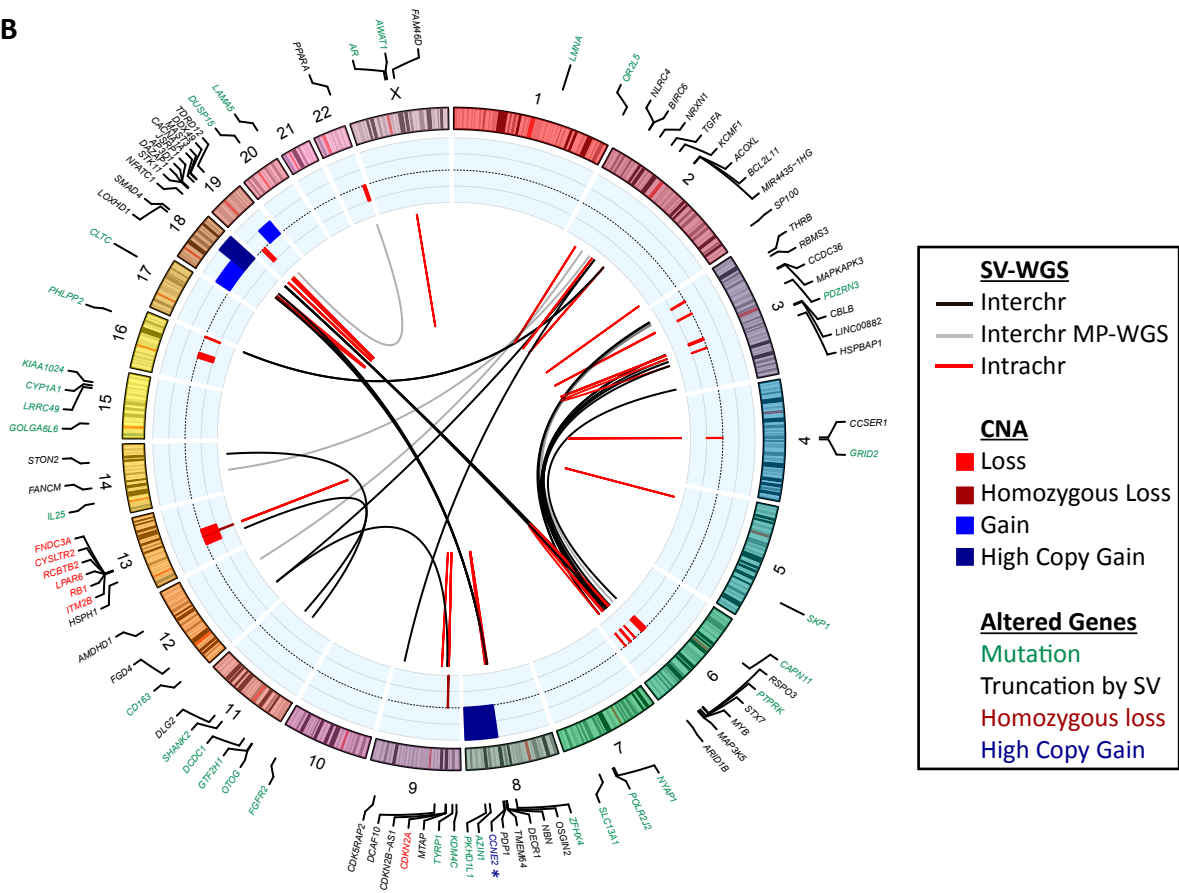 B
FAM46D
AWAT1
AR
PPARA
LAMA5
DUSP15
TDRD12
DDX49
MAST3
JSRP1
AP3D1
DAZAP1
STK11
NFATC1
SMAD4
LOXHD1
CLTC
PHLPP2
KIAA1024
CYP1A1
LRRC49
GOLGA6L6
STON2
FANCM
IL25
FNDC3A
CYSLTR2
RCBTB2
LPAR6
RB1
ITM2B
HSPH1
AMDHD1
FGD4
CD163
DLG2
SHANK2
DCDC1
GTF2H1
OTOG
FGFR2
CDK5RAP2
DCAF10
CDKN2B-AS1
CDKN2A
MTAP
TYRP1
KDM4C
PKHD1L1
AZIN1
CCNE2 *
PDP1
TMEM64
DECR1
NBN
OSGIN2
ZFHX4
SLC13A1
POLR2J2
NYAP1
ARID1B
MAP3K5
MYB
STX7
PTPRK
RSPO3
CAPN11
SKP1
GRID2
CCSER1
HSPBAP1
LINC00882
CBLB
PDZRN3
MAPKAPK3
CCDC36
RBMS3
THRB
SP100
MIR4435-1HG
BCL2L11
ACOXL
KCMF1
TGFA
NRXN1
BIRC6
NLRC4
OR2L5
LMNA
1
2
3
4
5
6
7
8
9
10
11
12
13
14
15
16
17
18
19
20
21
22
X
SV-WGS
Interchr
Interchr MP-WGS
Intrachr
CNA
Loss
Homozygous Loss
Gain
High Copy Gain
Altered Genes
Mutation
Truncation by SV
Homozygous loss
High Copy Gain